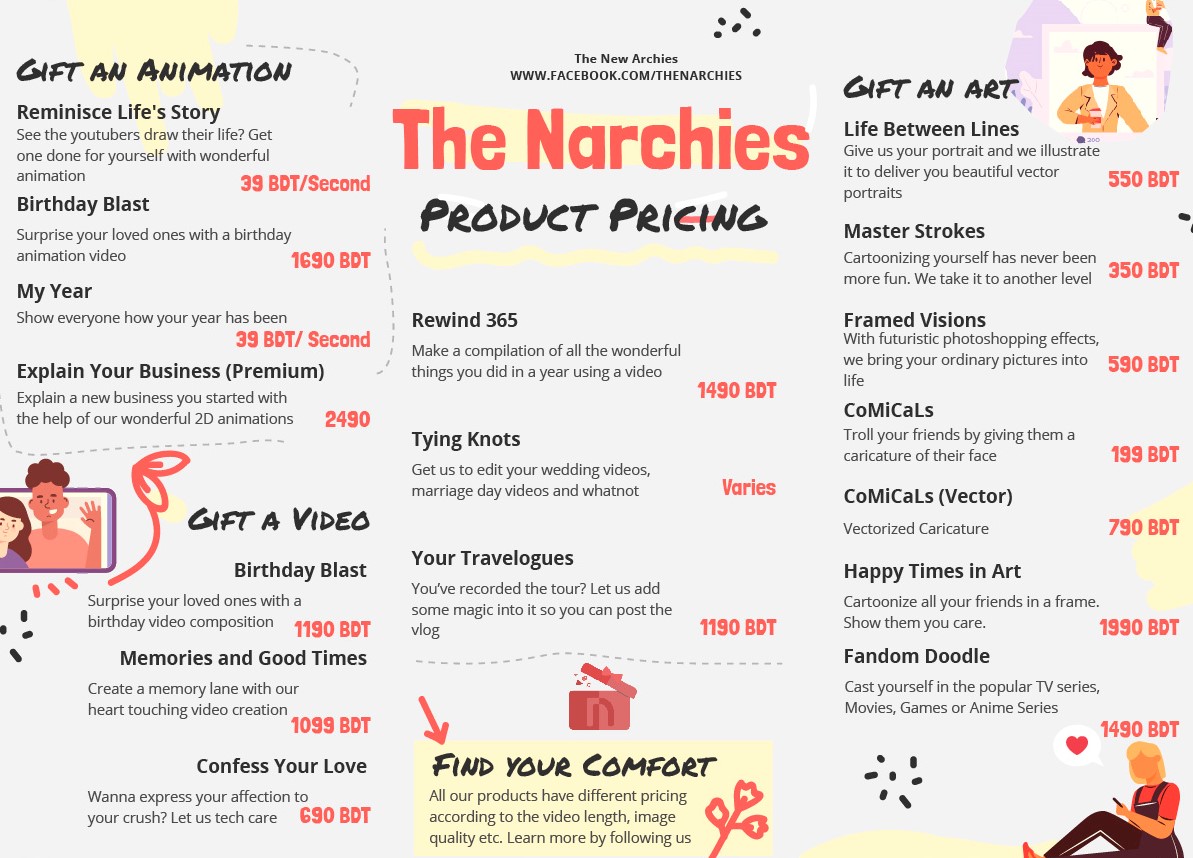 GIFT AN ANIMATION
Reminisce Life's Story
See the youtubers draw their life? Get
one done for yourself with wonderful
animation
39 BDT/Second
Birthday Blast
Surprise your loved ones with a birthday
animation video
1690 BDT
My Year
Show everyone how your year has been
39 BDT/ Second
Explain Your Business (Premium)
Explain a new business you started with
the help of our wonderful 2D animations
2490
GIFT A VIDEO
Birthday Blast
Surprise your loved ones with a
birthday video composition
1190 BDT
Memories and Good Times
Create a memory lane with our
heart touching video creation
1099 BDT
Confess Your Love
Wanna express your affection to
your crush? Let us tech care
690 BDT
The New Archies
WWW.FACEBOOK.COM/THENARCHIES
The Narchies
PRODUCT PRICING
Rewind 365
Make a compilation of all the wonderful
things you did in a year using a video
1490 BDT
Tying Knots
Get us to edit your wedding videos,
marriage day videos and whatnot
Varies
Your Travelogues
You’ve recorded the tour? Let us add
some magic into it so you can post the
vlog
1190 BDT
n
FIND YOUR COMFORT
All our products have different pricing
according to the video length, image
quality etc. Learn more by following us
GIFT AN ART
200
Life Between Lines
Give us your portrait and we illustrate
it to deliver you beautiful vector
portraits
550 BDT
Master Strokes
Cartoonizing yourself has never been
more fun. We take it to another level
350 BDT
Framed Visions
With futuristic photoshopping effects,
we bring your ordinary pictures into
life
590 BDT
CoMiCaLs
Troll your friends by giving them a
caricature of their face
199 BDT
CoMiCaLs (Vector)
Vectorized Caricature
790 BDT
Happy Times in Art
Cartoonize all your friends in a frame.
Show them you care.
1990 BDT
Fandom Doodle
Cast yourself in the popular TV series,
Movies, Games or Anime Series
1490 BDT